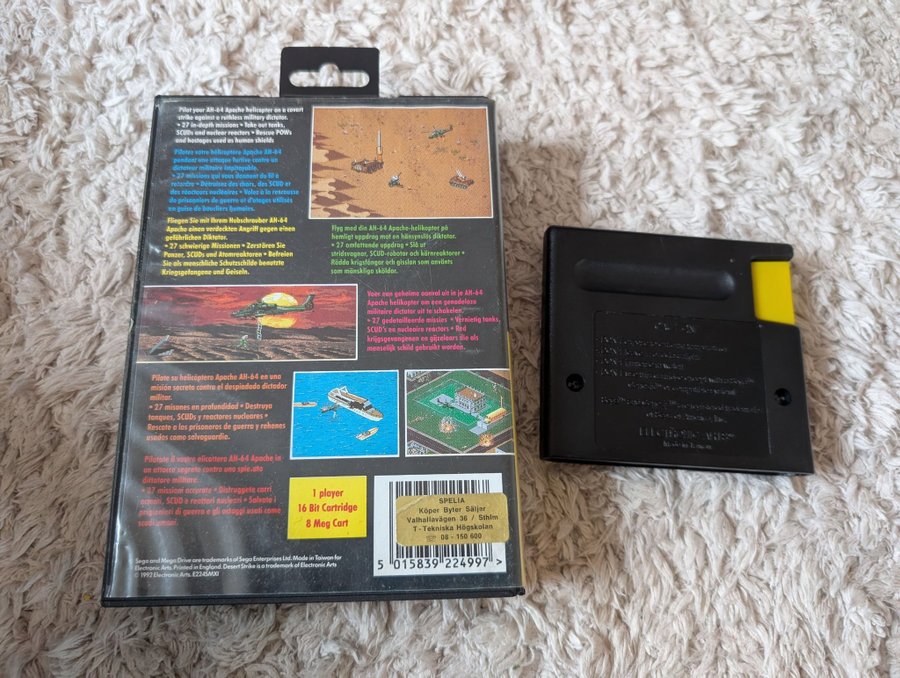 Pilot your AH-64 Apache helicopter on a covert
strike against a ruthless military dictator.
• 27 in-depth missions • Take out tanks,
SCUDs and nuclear reactors • Rescue POWs
and hostages used as human shields
Pilotez votre hélicoptère Apache AH-64
pendant une attaque furtive contre un
dictateur militaire impitoyable.
• 27 missions qui vous donnent du fil à
retordre • Détruisez des chars, des SCUD et
des réacteurs nucléaires • Volez à la rescousse
de prisonniers de guerre et d'otages utilisés
en guise de boucliers humains.
Fliegen Sie mit Ihrem Hubschrauber AH-64
Apache einen verdeckten Angriff gegen einen
gefährlichen Diktator.
• 27 schwierige Missionen • Zerstören Sie
Panzer, SCUDs und Atomreaktoren • Befreien
Sie als menschliche Schutzschilde benutzte
Kriegsgefangene und Geiseln.
Flyg med din AH-64 Apache-helikopter på
hemligt uppdrag mot en hänsynslös diktator.
• 27 omfattande uppdrag • Slå ut
stridsvagnar, SCUD-robotar och kärnreaktorer •
Rädda krigsfångar och gisslan som använts
som mänskliga sköldar.
Voer een geheime aanval uit in je AH-64
Apache helikopter om een genadeloze
militaire dictator uit te schakelen.
• 27 gedetailleerde missies • Vernietig tanks,
SCUD's en nucleaire reactors • Red
krijgsgevangenen en gijzelaars die als
menselijk schild gebruikt worden.
Pilote su helicóptero Apache AH-64 en una
misión secreta contra el despiadado dictador
militar.
• 27 misones en profundidad • Destruya
tanques, SCUDs y reactores nucleares •
Rescate a los prisoneros de guerra y rehenes
usados como salvaguardia.
Pilotate il vostro elicottero AH-64 Apache in
un attacco segreto contro uno spietato
dittatore militare.
• 27 missioni accurate • Distruggete carri
armati, SCUD e reattori nucleari • Salvate i
prigionieri di guerra e gli ostaggi usati come
scudi umani.
1 player
16 Bit Cartridge
8 Meg Cart
SPELIA
Köper Byter Säljer
Valhallavägen 36 / Sthlm
T - Tekniska Högskolan
08 - 150 600
5 015839 224997 >
Sega and Mega Drive are trademarks of Sega Enterprises Ltd. Made in Taiwan for
Electronic Arts. Printed in England. Desert Strike is a trademark of Electronic Arts
© 1992 Electronic Arts. E224SMXI
ELECTRONIC ARTS
Made in Taiwan